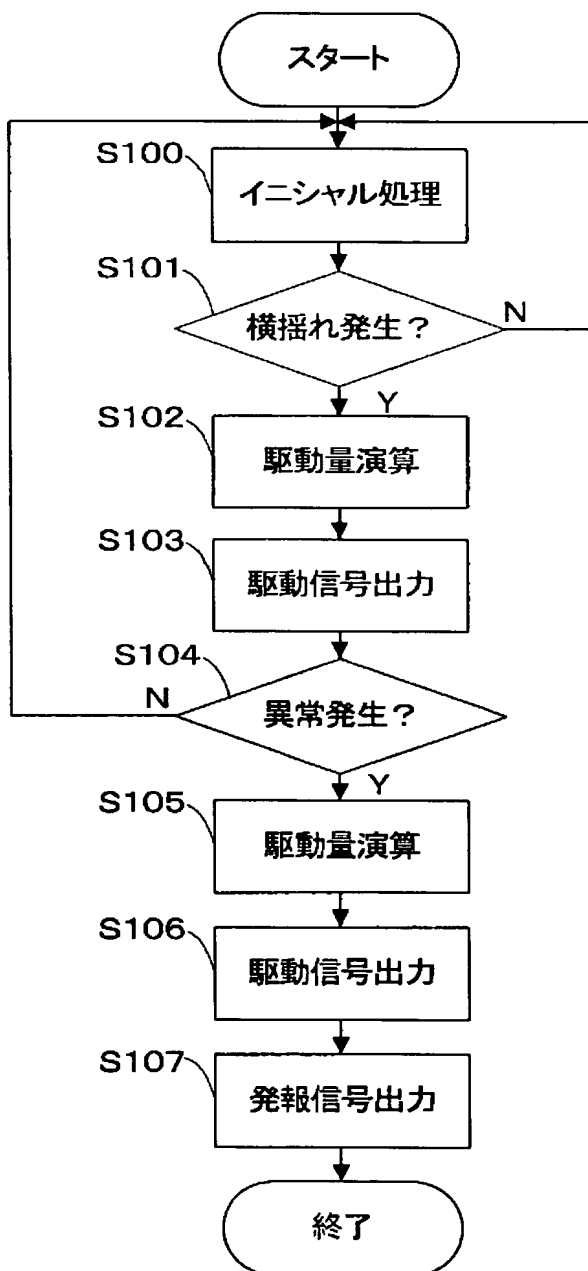 スタート
S100
イニシャル処理
S101
横揺れ発生？
N
Y
S102
駆動量演算
S103
駆動信号出力
S104
異常発生？
N
Y
S105
駆動量演算
S106
駆動信号出力
S107
発報信号出力
終了